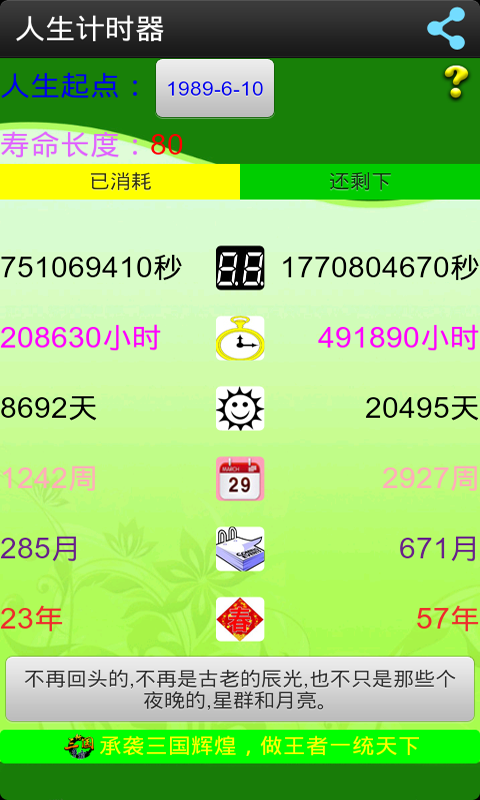 人生计时器
人生起点：
1989-6-10
寿命长度：80
已消耗
还剩下
751069410秒
1770804670秒
208630小时
491890小时
8692天
20495天
1242周
MARCH
29
2927周
285月
671月
23年
春
57年
不再回头的,不再是古老的辰光,也不只是那些个
夜晚的,星群和月亮。
承袭三国辉煌，做王者一统天下